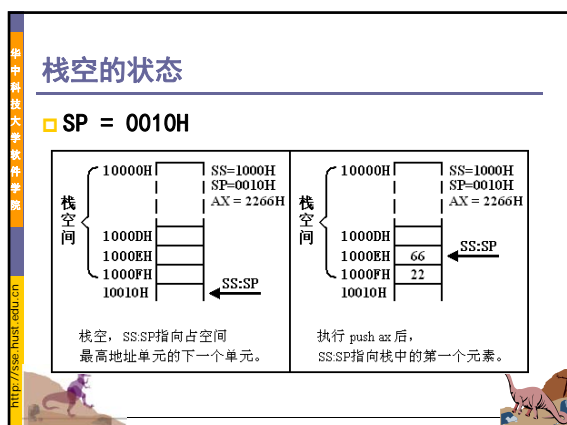 华中科技大学软件学院
http://sse.hust.edu.cn
栈空的状态
SP = 0010H
栈空间
10000H
SS=1000H
SP=0010H
AX = 2266H
1000DH
1000EH
1000FH
10010H
SS:SP
栈空，SS:SP指向占空间
最高地址单元的下一个单元。
栈空间
10000H
SS=1000H
SP=0010H
AX = 2266H
1000DH
1000EH 66
1000FH 22
10010H
SS:SP
执行 push ax 后，
SS:SP指向栈中的第一个元素。